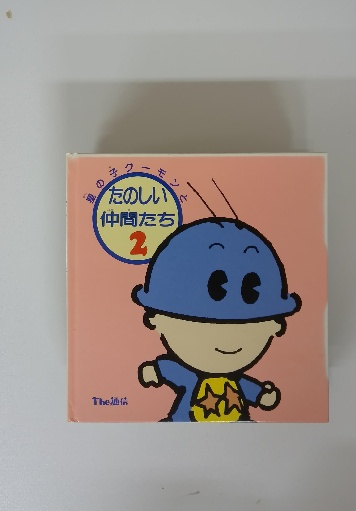 星の子クーモンと
たのしい
仲間たち
2
The通信